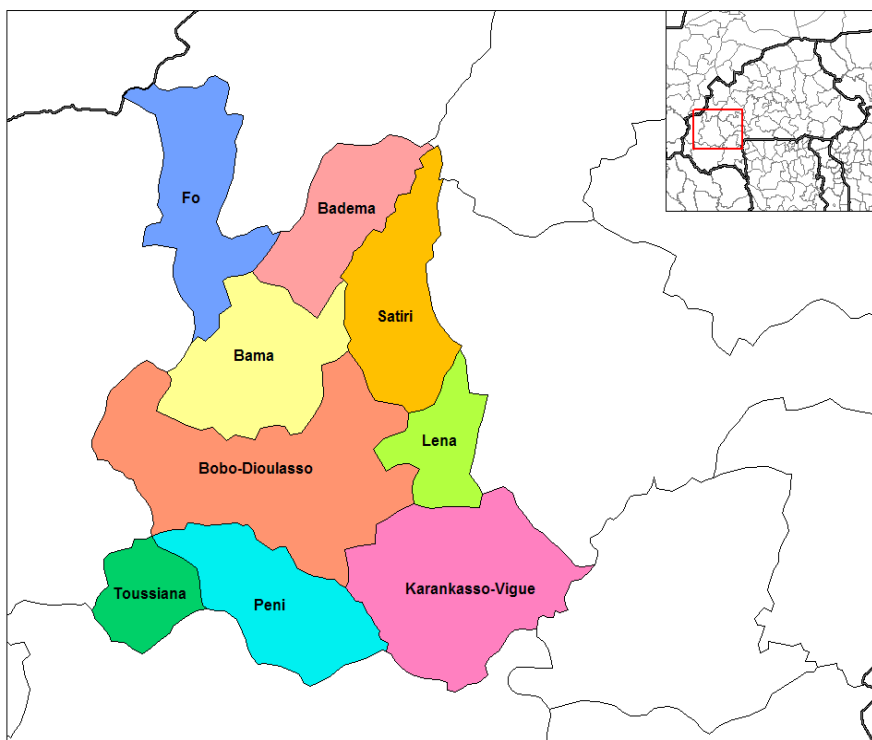 Fo
Badema
Satiri
Bama
Lena
Bobo-Dioulasso
Karankasso-Vigue
Toussiana
Peni